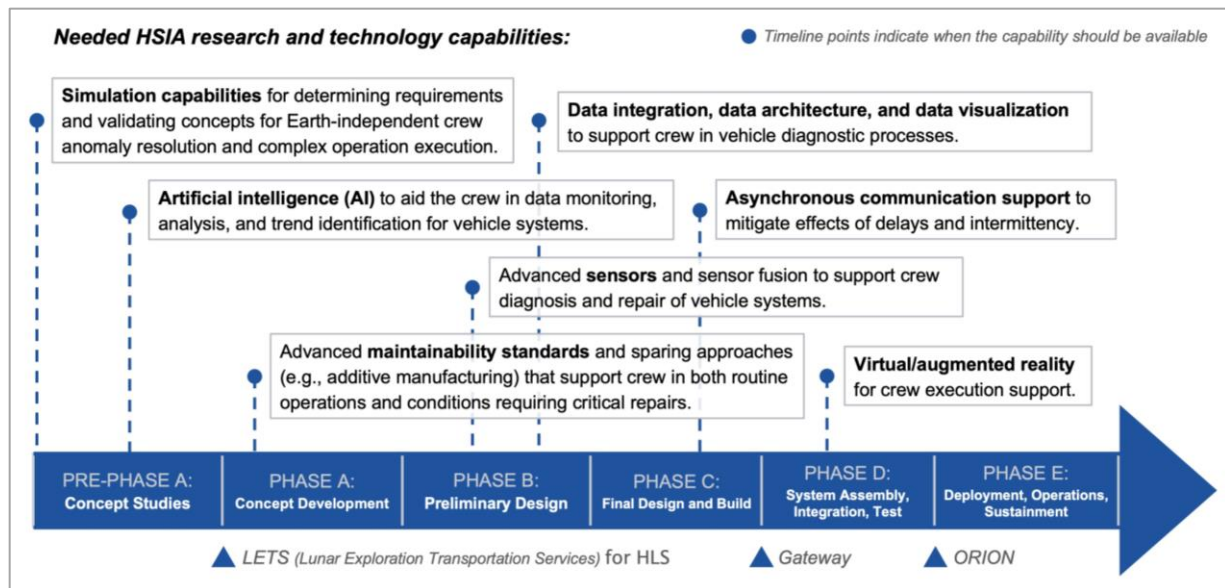 Needed HSIA research and technology capabilities:
Timeline points indicate when the capability should be available
Simulation capabilities for determining requirements
and validating concepts for Earth-independent crew
anomaly resolution and complex operation execution.
Data integration, data architecture, and data visualization
to support crew in vehicle diagnostic processes.
Artificial intelligence (AI) to aid the crew in data monitoring,
analysis, and trend identification for vehicle systems.
Asynchronous communication support to
mitigate effects of delays and intermittency.
Advanced sensors and sensor fusion to support crew
diagnosis and repair of vehicle systems.
Advanced maintainability standards and sparing approaches
(e.g., additive manufacturing) that support crew in both routine
operations and conditions requiring critical repairs.
Virtual/augmented reality
for crew execution support.
PRE-PHASE A:
Concept Studies
PHASE A:
Concept Development
PHASE B:
Preliminary Design
PHASE C:
Final Design and Build
PHASE D:
System Assembly,
Integration, Test
PHASE E:
Deployment, Operations,
Sustainment
LETS (Lunar Exploration Transportation Services) for HLS
Gateway
ORION